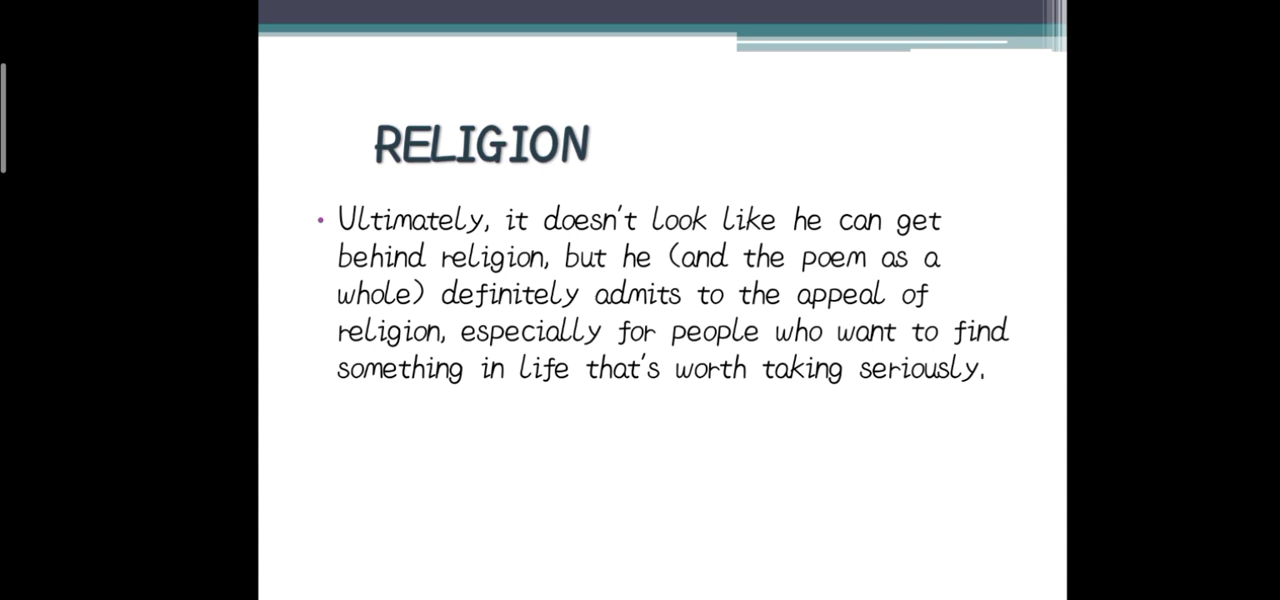 RELIGION
• Ultimately, it doesn't look like he can get
behind religion, but he (and the poem as a
whole) definitely admits to the appeal of
religion, especially for people who want to find
something in life that's worth taking seriously.